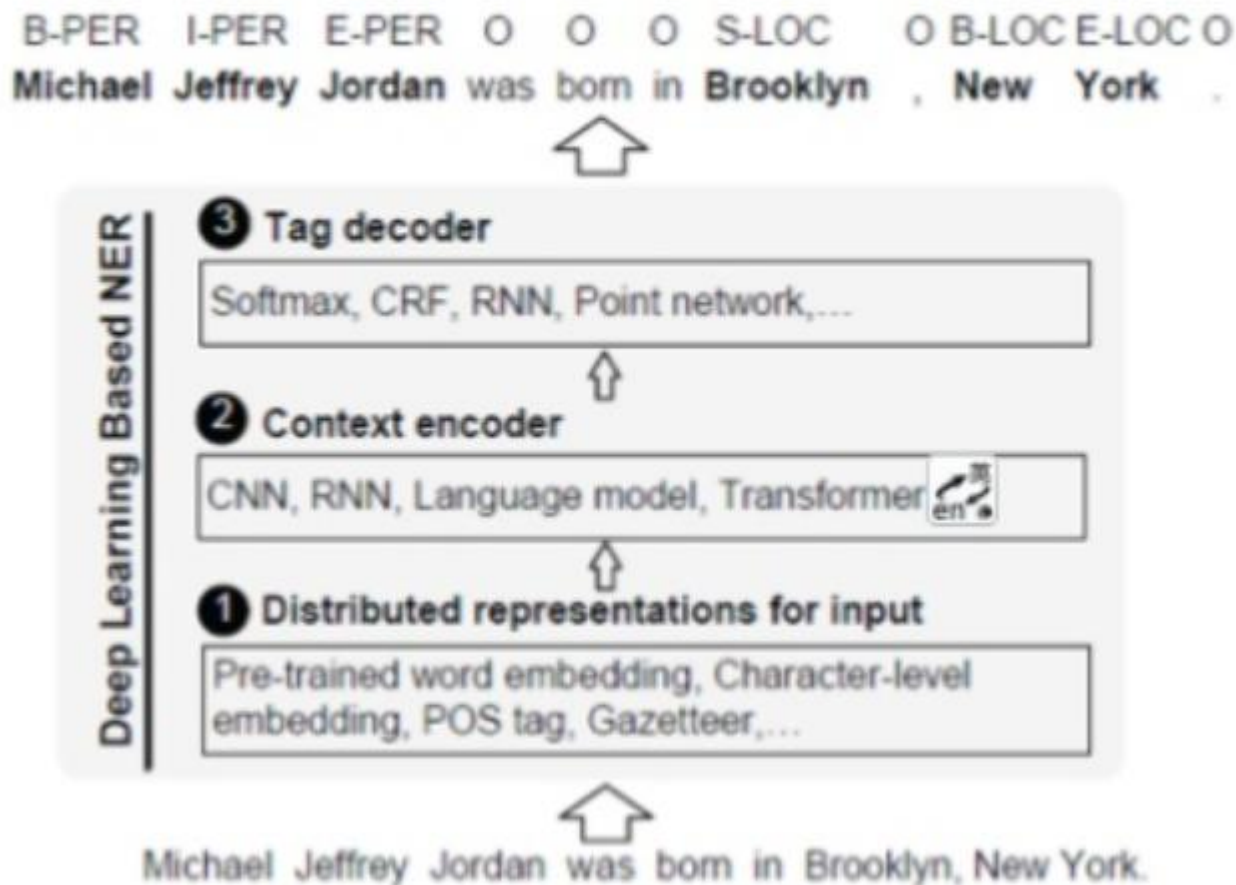 B-PER I-PER E-PER O O O S-LOC O B-LOC E-LOC O
Michael Jeffrey Jordan was born in Brooklyn , New York .
Deep Learning Based NER
3 Tag decoder
Softmax, CRF, RNN, Point network,...
2 Context encoder
CNN, RNN, Language model, Transformer
en
1 Distributed representations for input
Pre-trained word embedding, Character-level
embedding, POS tag, Gazetteer,...
Michael Jeffrey Jordan was born in Brooklyn, New York.